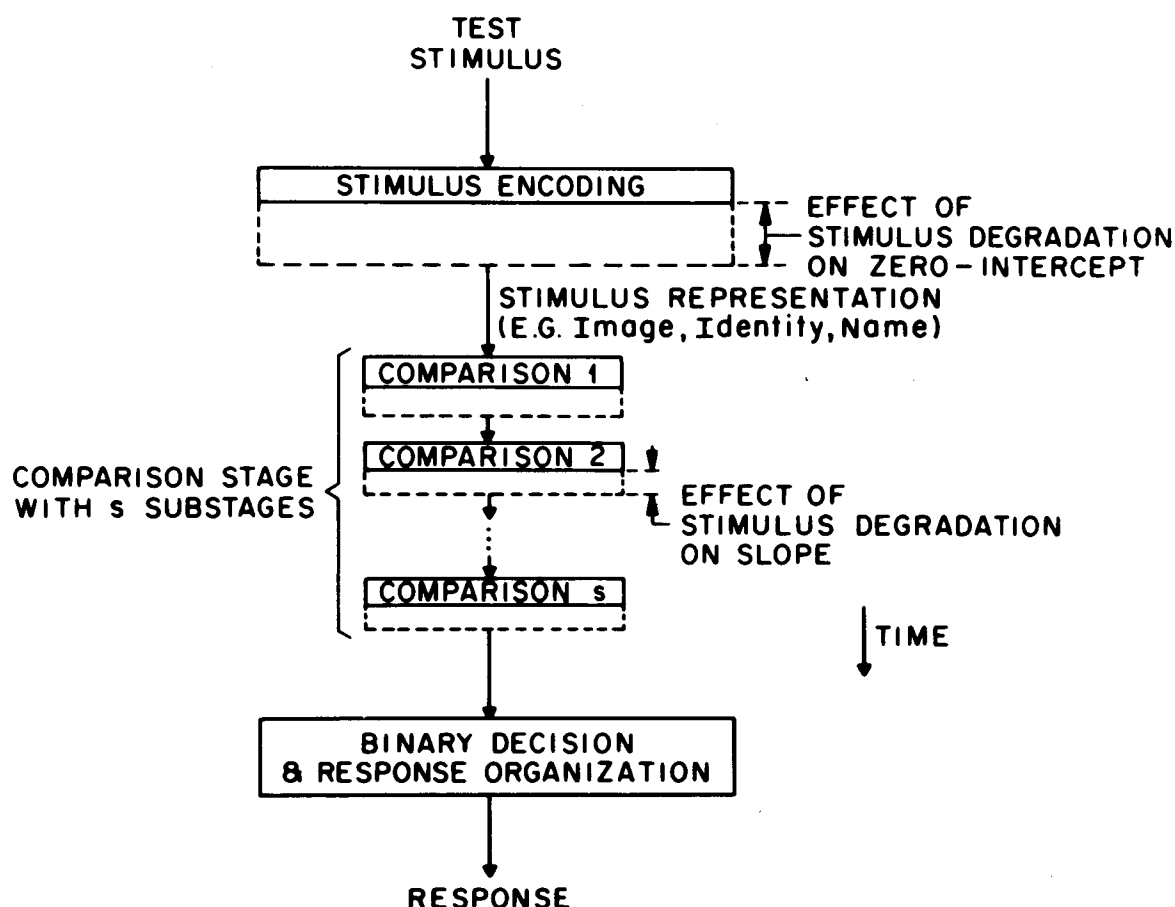 TEST
STIMULUS
STIMULUS ENCODING
EFFECT OF
STIMULUS DEGRADATION
ON ZERO-INTERCEPT
STIMULUS REPRESENTATION
(E.G. Image, Identity, Name)
COMPARISON 1
COMPARISON 2
COMPARISON STAGE
WITH s SUBSTAGES
EFFECT OF
STIMULUS DEGRADATION
ON SLOPE
COMPARISON s
TIME
BINARY DECISION
& RESPONSE ORGANIZATION
RESPONSE